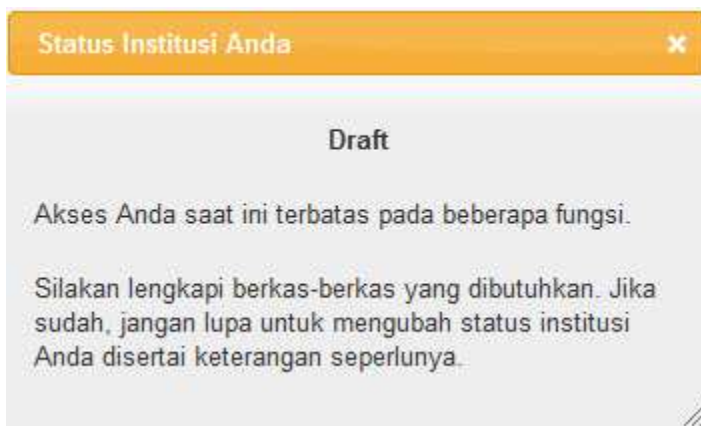 Status Institusi Anda
Draft
Akses Anda saat ini terbatas pada beberapa fungsi.
Silakan lengkapi berkas-berkas yang dibutuhkan. Jika
sudah, jangan lupa untuk mengubah status institusi
Anda disertai keterangan seperlunya.